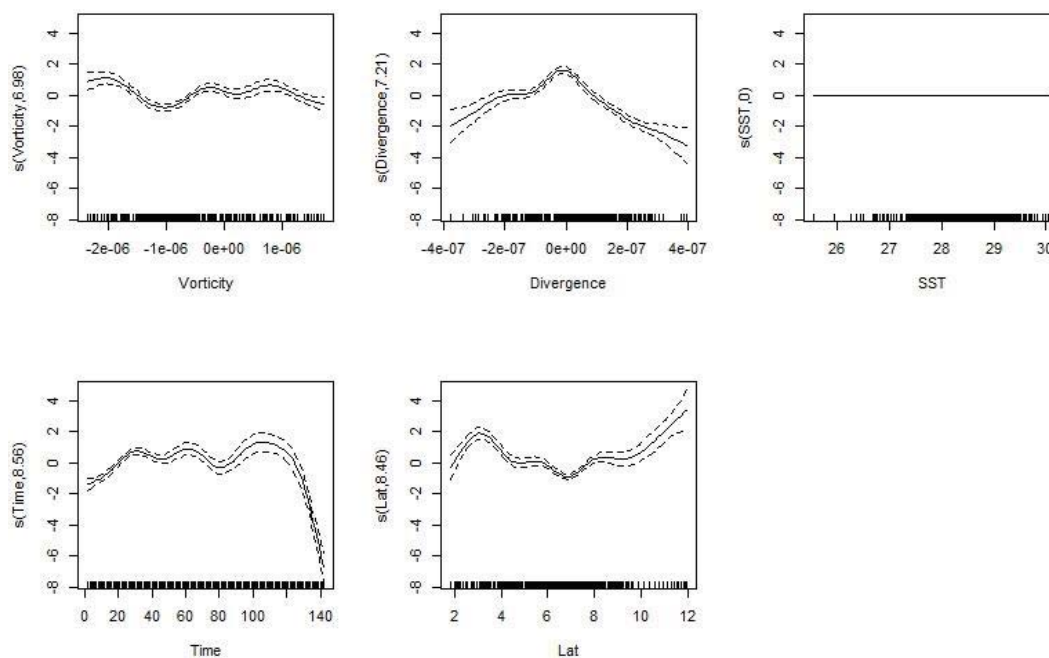 s(Vorticity,6.98)
4
2
0
-2
-4
-6
-8
-2e-06 -1e-06 0e+00 1e-06
Vorticity
s(Divergence,7.21)
4
2
0
-2
-4
-6
-8
-4e-07 -2e-07 0e+00 2e-07 4e-07
Divergence
s(SST,0)
4
2
0
-2
-4
-6
-8
26 27 28 29 30
SST
s(Time,8.56)
4
2
0
-2
-4
-6
-8
0 20 40 60 80 100 140
Time
s(Lat,8.46)
4
2
0
-2
-4
-6
-8
2 4 6 8 10 12
Lat